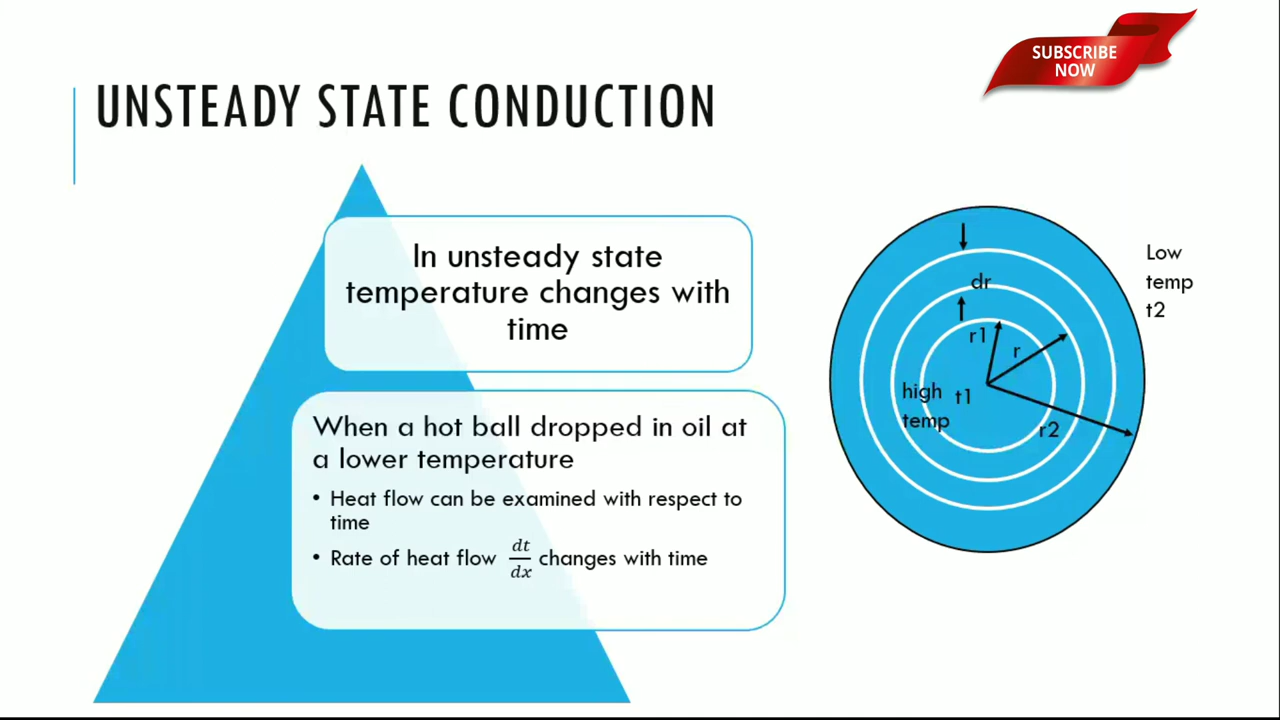 SUBSCRIBE
NOW
UNSTEADY STATE CONDUCTION
In unsteady state
temperature changes with
time
When a hot ball dropped in oil at
a lower temperature
• Heat flow can be examined with respect to
time
• Rate of heat flow dt/dx changes with time
Low
temp
t2
dr
r1
r
high t1
temp
r2